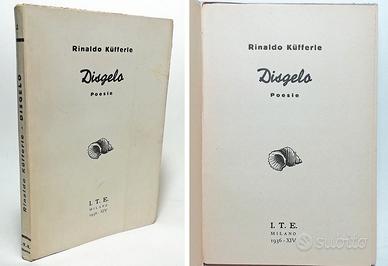 Rinaldo Küfferle - DISGELO
Rinaldo Küfferle
Disgelo
Poesie
I. T. E.
MILANO
1936 - XIV
Rinaldo Küfferle
Disgelo
Poesie
I. T. E.
MILANO
1936 - XIV
subito